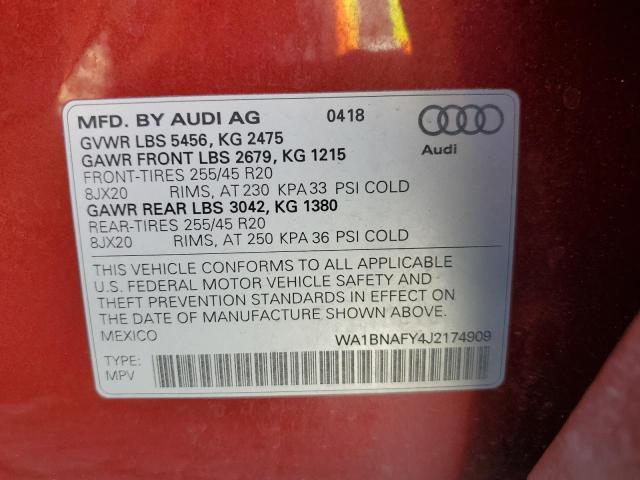 MFD. BY AUDI AG 0418
GVWR LBS 5456, KG 2475
GAWR FRONT LBS 2679, KG 1215
FRONT-TIRES 255/45 R20
8JX20 RIMS, AT 230 KPA 33 PSI COLD
GAWR REAR LBS 3042, KG 1380
REAR-TIRES 255/45 R20
8JX20 RIMS, AT 250 KPA 36 PSI COLD
Audi
THIS VEHICLE CONFORMS TO ALL APPLICABLE
U.S. FEDERAL MOTOR VEHICLE SAFETY AND
THEFT PREVENTION STANDARDS IN EFFECT ON
THE DATE OF MANUFACTURE SHOWN ABOVE.
MEXICO WA1BNAFY4J2174909
TYPE:
MPV